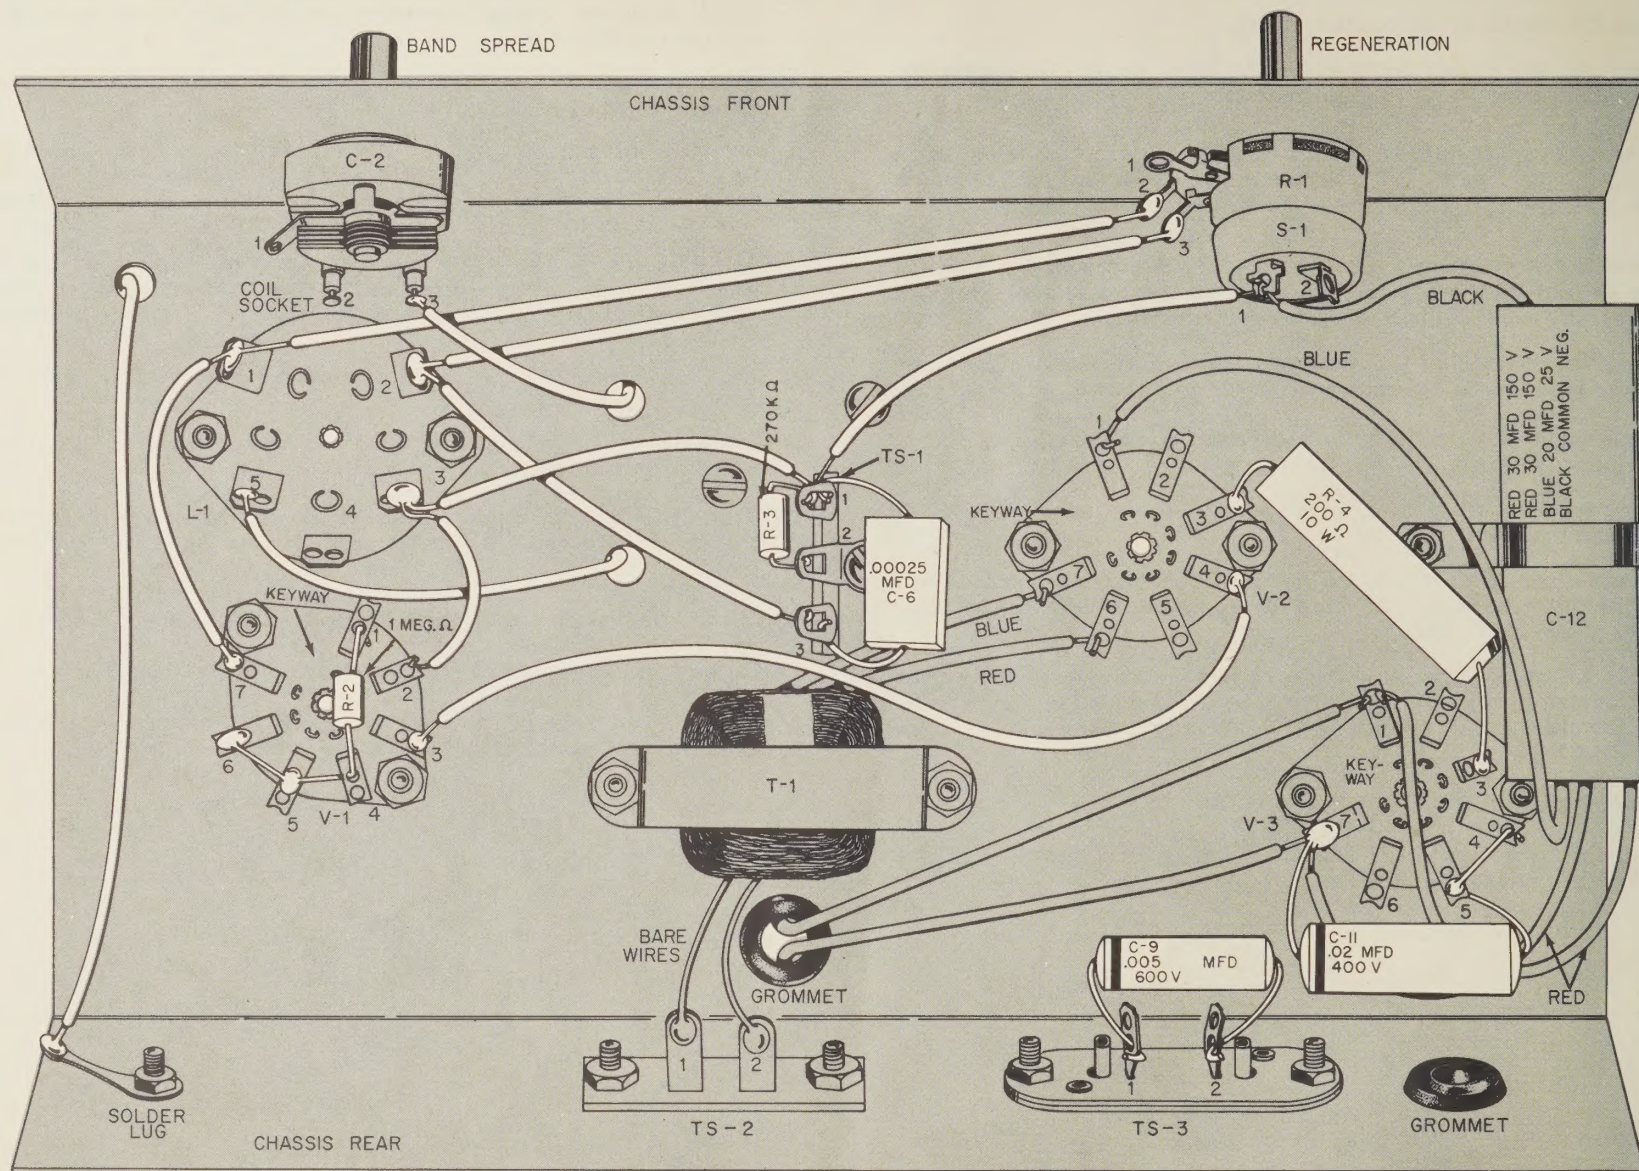 BAND SPREAD
REGENERATION
CHASSIS FRONT
C-2
1
2
3
1
2
3
R-1
S-1
1
2
BLACK
COIL
SOCKET
1
2
3
4
5
L-1
BLUE
RED 30 MFD 150 V
RED 30 MFD 150 V
BLUE 20 MFD 25 V
BLACK COMMON NEG.
270K Ω
R-3
TS-1
1
2
3
.00025
MFD
C-6
KEYWAY
1
2
3
4
5
6
7
V-2
R-4
200 Ω
10 W
C-12
BLUE
RED
KEYWAY
1 MEG. Ω
R-2
1
2
3
4
5
6
7
V-1
T-1
1
2
3
4
5
6
7
KEY-
WAY
V-3
BARE
WIRES
GROMMET
C-9
.005 MFD
600 V
C-11
.02 MFD
400 V
RED
SOLDER
LUG
1
2
TS-2
1
2
TS-3
GROMMET
CHASSIS REAR